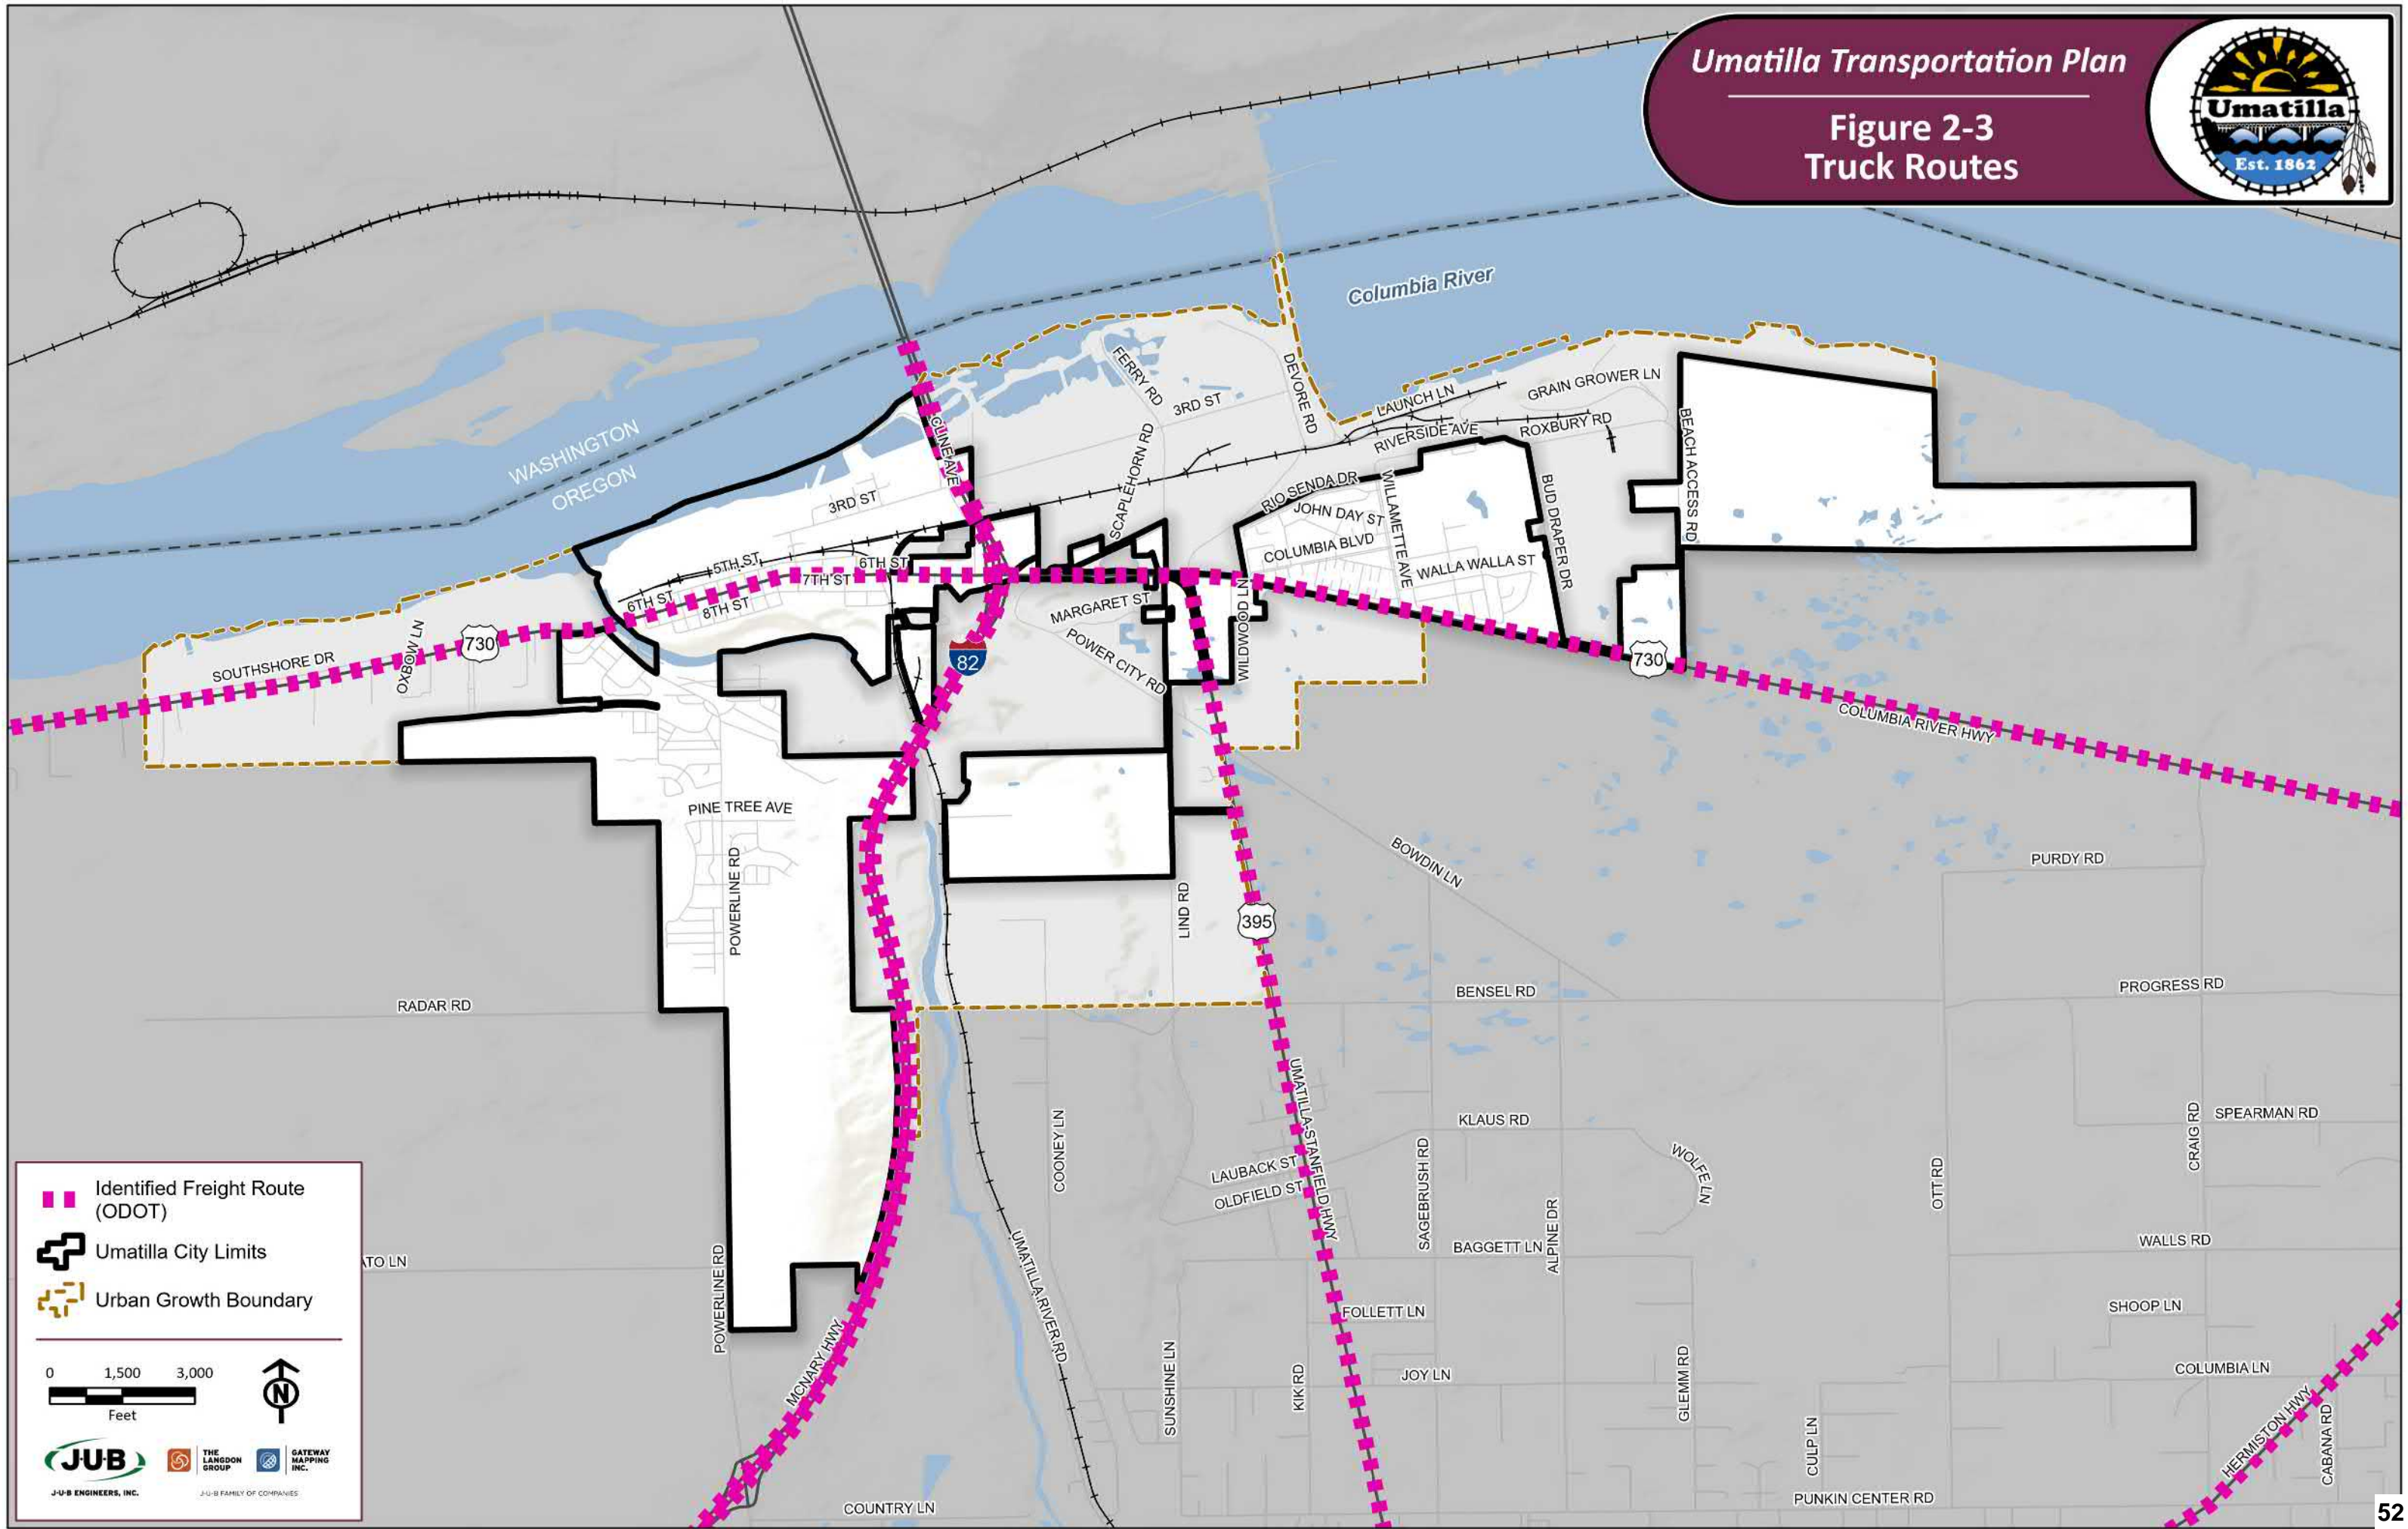 Umatilla Transportation Plan
Figure 2-3
Truck Routes
Umatilla
Est. 1862
Columbia River
WASHINGTON
OREGON
CLINE AVE
FERRY RD
3RD ST
DEVORE RD
LAUNCH LN
GRAIN GROWER LN
RIVERSIDE AVE
ROXBURY RD
BEACH ACCESS RD
SCAPLEHORN RD
3RD ST
RIO SENDA DR
JOHN DAY ST
WILLAMETTE AVE
BUD DRAPER DR
COLUMBIA BLVD
WALLA WALLA ST
5TH ST
6TH ST
7TH ST
6TH ST
8TH ST
MARGARET ST
WILDWOOD LN
POWER CITY RD
OXBOW LN
730
SOUTHSHORE DR
82
730
COLUMBIA RIVER HWY
PINE TREE AVE
POWERLINE RD
BOWDIN LN
PURDY RD
LIND RD
395
RADAR RD
BENSEL RD
PROGRESS RD
UMATILLA-STANFIELD HWY
COONEY LN
KLAUS RD
SPEARMAN RD
CRAIG RD
LAUBACK ST
OLDFIELD ST
SAGEBRUSH RD
WOLFE LN
OTT RD
ALPINE DR
BAGGETT LN
WALLS RD
ATO LN
POWERLINE RD
UMATILLA RIVER RD
FOLLETT LN
SHOOP LN
MCNARY HWY
SUNSHINE LN
KIK RD
JOY LN
GLEMM RD
COLUMBIA LN
CULP LN
HERMISTON HWY
CABANA RD
COUNTRY LN
PUNKIN CENTER RD
Identified Freight Route
(ODOT)
Umatilla City Limits
Urban Growth Boundary
0 1,500 3,000
Feet
N
J·U·B
J·U·B ENGINEERS, INC.
THE
LANGDON
GROUP
GATEWAY
MAPPING
INC.
J·U·B FAMILY OF COMPANIES
52